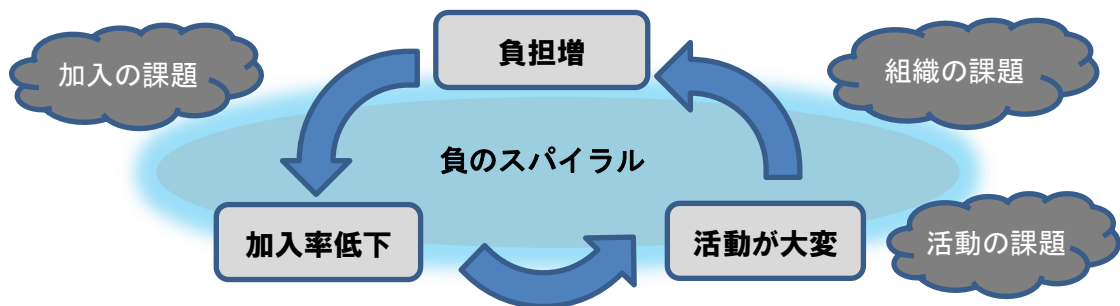 負担増
加入の課題
組織の課題
負のスパイラル
加入率低下
活動が大変
活動の課題